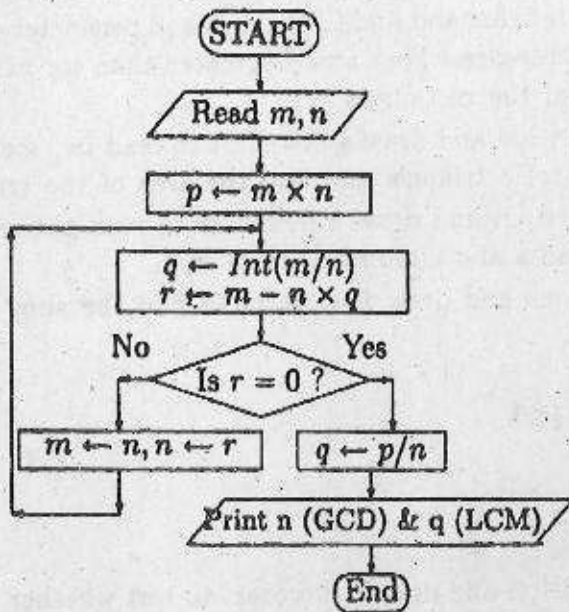 START
Read m, n
p ← m × n
q ← Int(m/n)
r ← m − n × q
No
Yes
Is r = 0 ?
m ← n, n ← r
q ← p/n
Print n (GCD) & q (LCM)
End